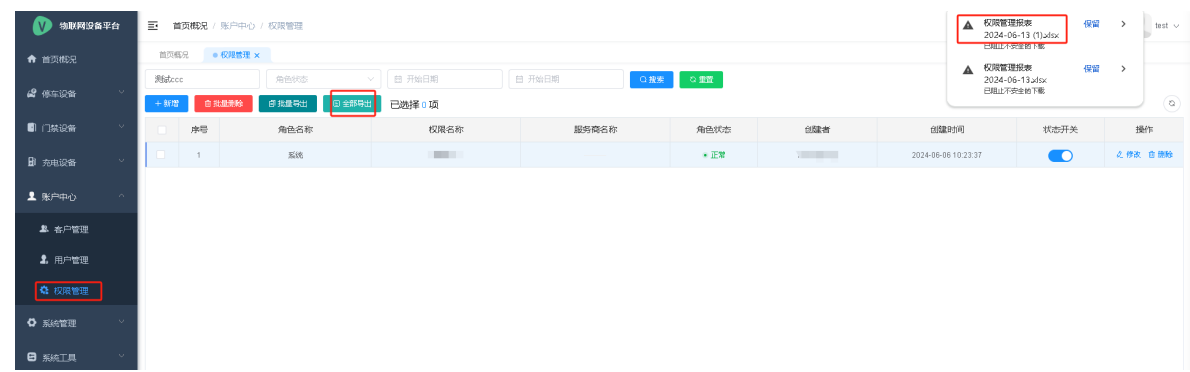 物联网设备平台
首页概况 / 账户中心 / 权限管理
test
首页概况
权限管理 ×
首页概况
停车设备
门禁设备
充电设备
账户中心
客户管理
用户管理
权限管理
系统管理
系统工具
测试ccc
角色状态
开始日期
开始日期
搜索
重置
+ 新增
批量删除
批量导出
全部导出
已选择 0 项
序号
角色名称
权限名称
服务商名称
角色状态
创建者
创建时间
状态开关
操作
1
系统
正常
2024-06-06 10:23:37
修改
删除
权限管理报表
2024-06-13 (1).xlsx
已阻止不安全的下载
保留
权限管理报表
2024-06-13.xlsx
已阻止不安全的下载
保留